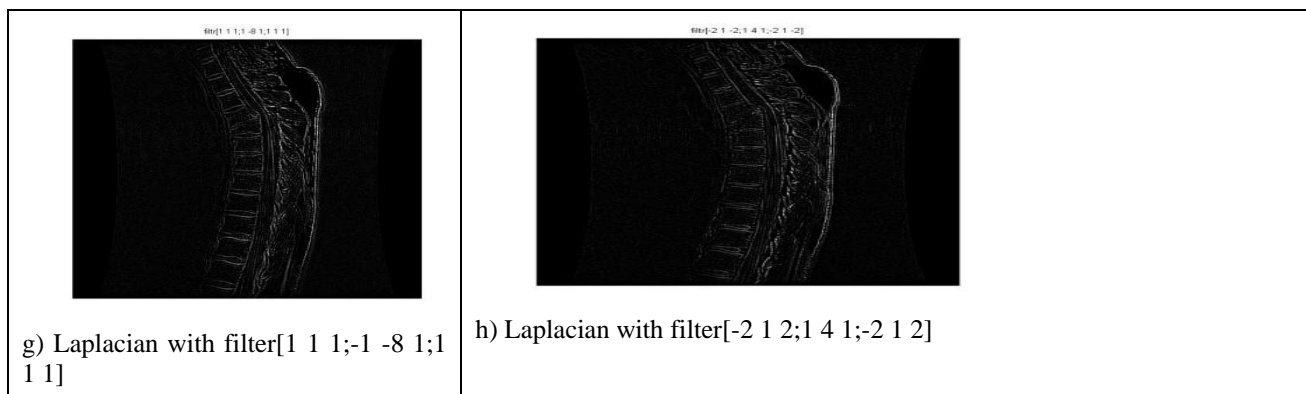 filtr[1 1 1;1 -8 1;1 1 1]
filtr[-2 1 -2;1 4 1;-2 1 -2]
g) Laplacian with filter[1 1 1;-1 -8 1;1
1 1]
h) Laplacian with filter[-2 1 2;1 4 1;-2 1 2]